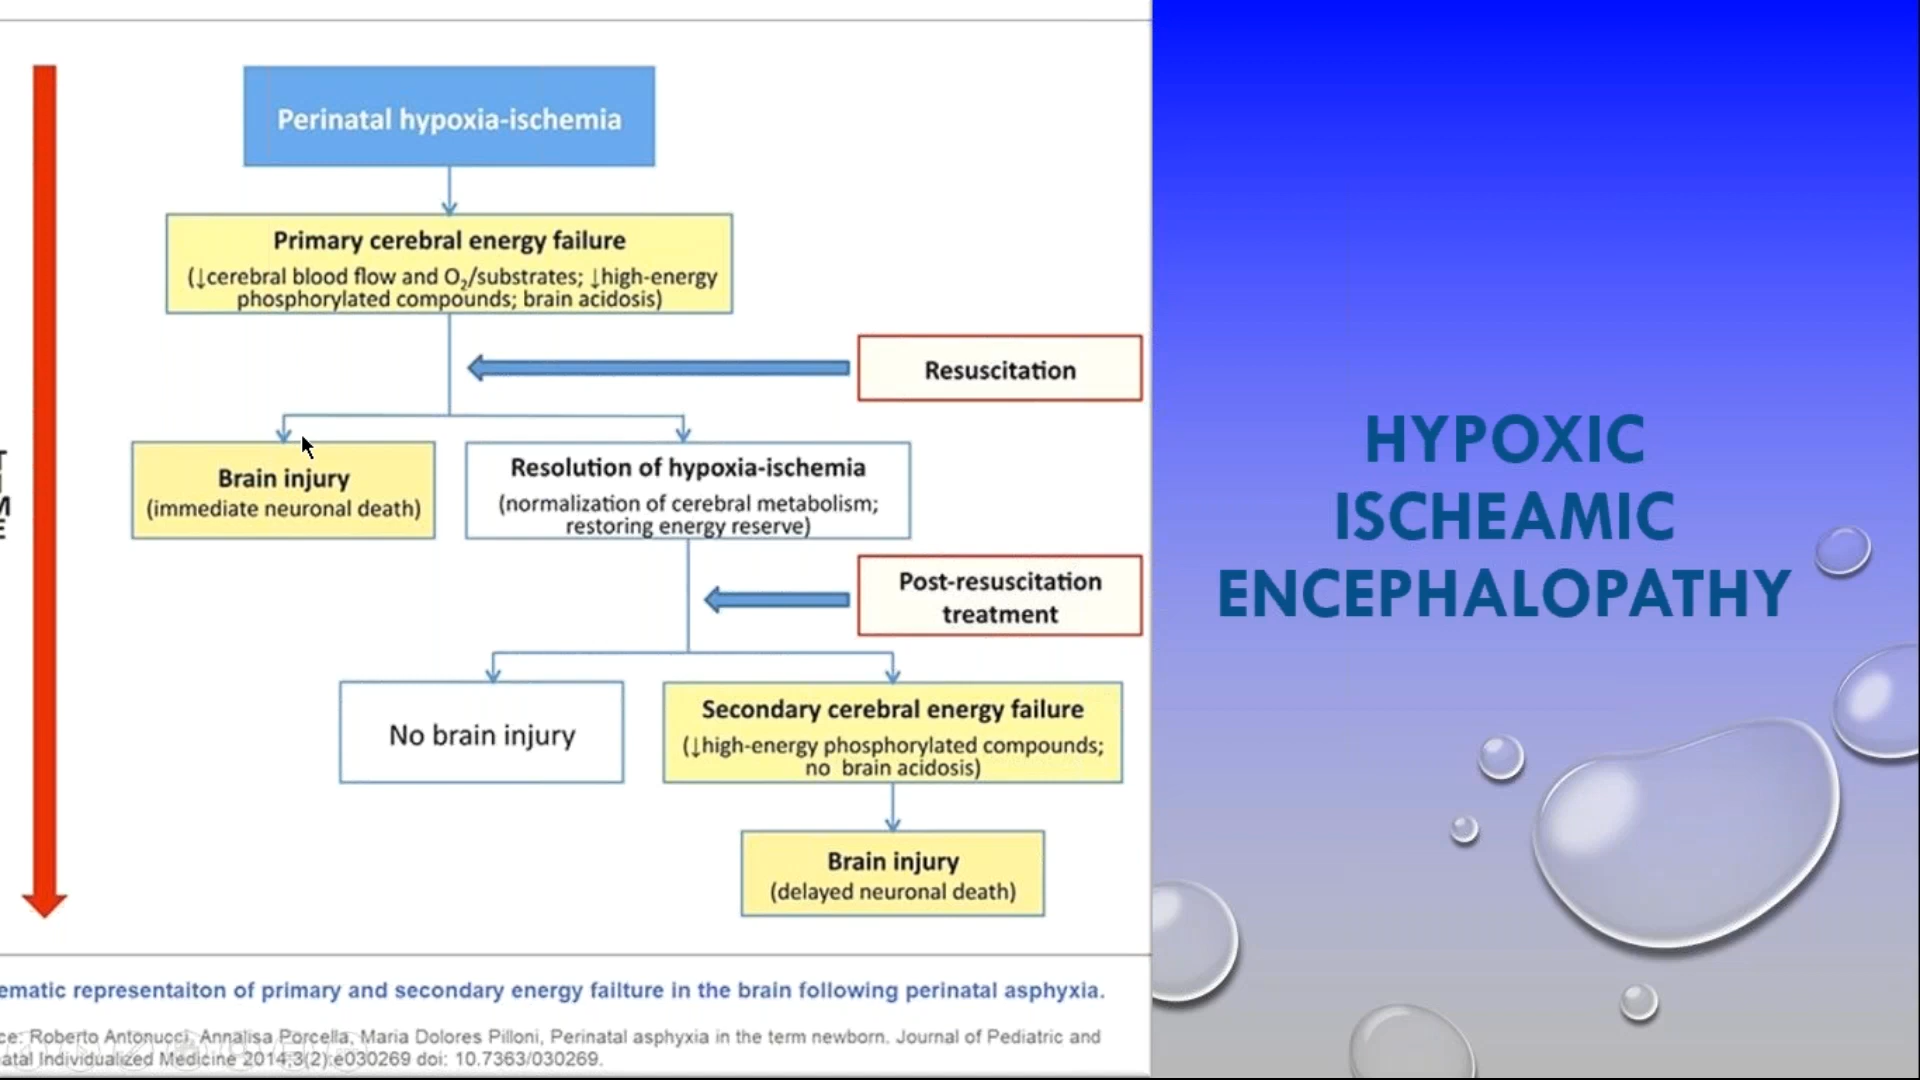 Perinatal hypoxia-ischemia
Primary cerebral energy failure
(↓cerebral blood flow and O₂/substrates; ↓high-energy
phosphorylated compounds; brain acidosis)
Resuscitation
Brain injury
(immediate neuronal death)
Resolution of hypoxia-ischemia
(normalization of cerebral metabolism;
restoring energy reserve)
Post-resuscitation
treatment
No brain injury
Secondary cerebral energy failure
(↓high-energy phosphorylated compounds;
no brain acidosis)
Brain injury
(delayed neuronal death)
T
I
M
E
ematic representaiton of primary and secondary energy failture in the brain following perinatal asphyxia.
ce: Roberto Antonucci, Annalisa Porcella, Maria Dolores Pilloni, Perinatal asphyxia in the term newborn. Journal of Pediatric and
atal Individualized Medicine 2014;3(2):e030269 doi: 10.7363/030269.
HYPOXIC
ISCHEAMIC
ENCEPHALOPATHY